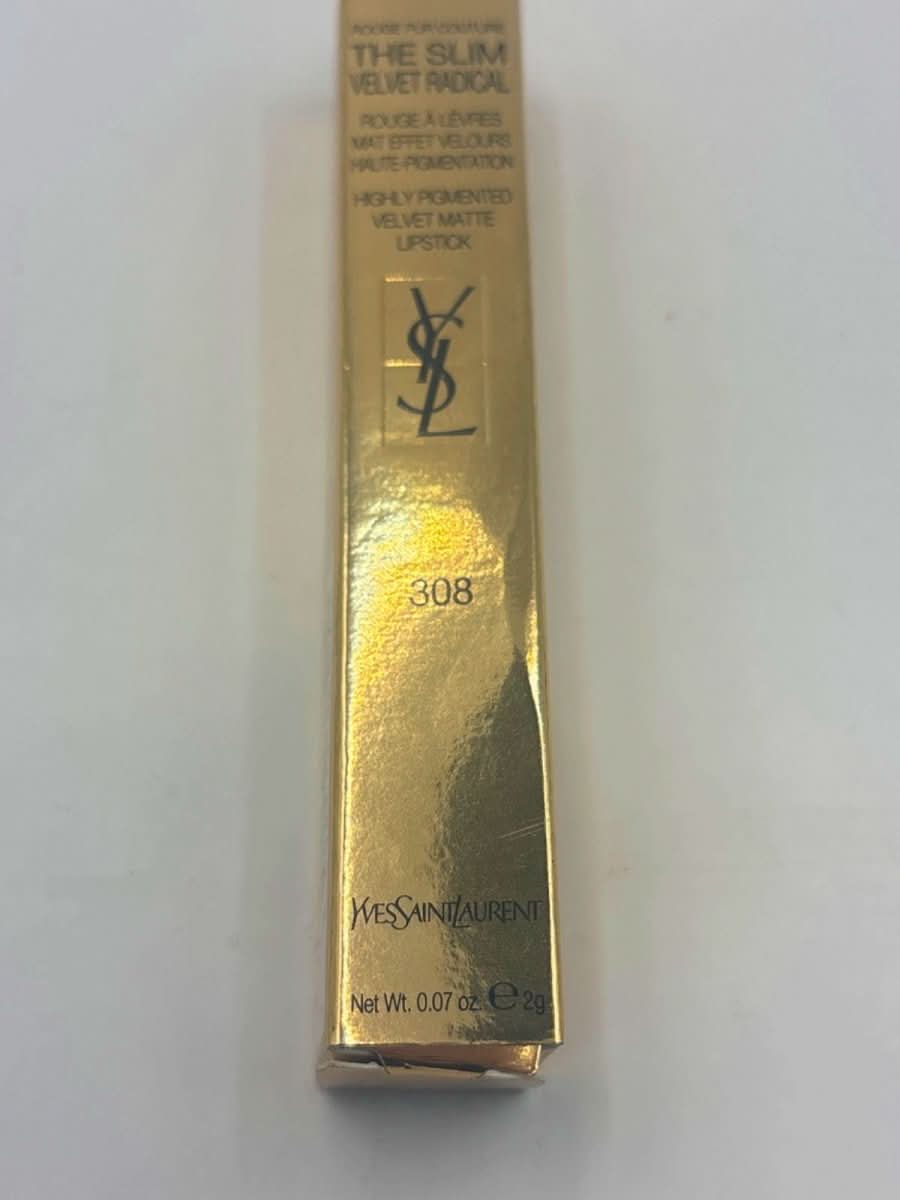 ROUGE PUR COUTURE
THE SLIM
VELVET RADICAL
ROUGE À LÈVRES
MAT EFFET VELOURS
HAUTE-PIGMENTATION
HIGHLY PIGMENTED
VELVET MATTE
LIPSTICK
YSL
308
YVESSAINTLAURENT
Net Wt. 0.07 oz. ℮ 2g